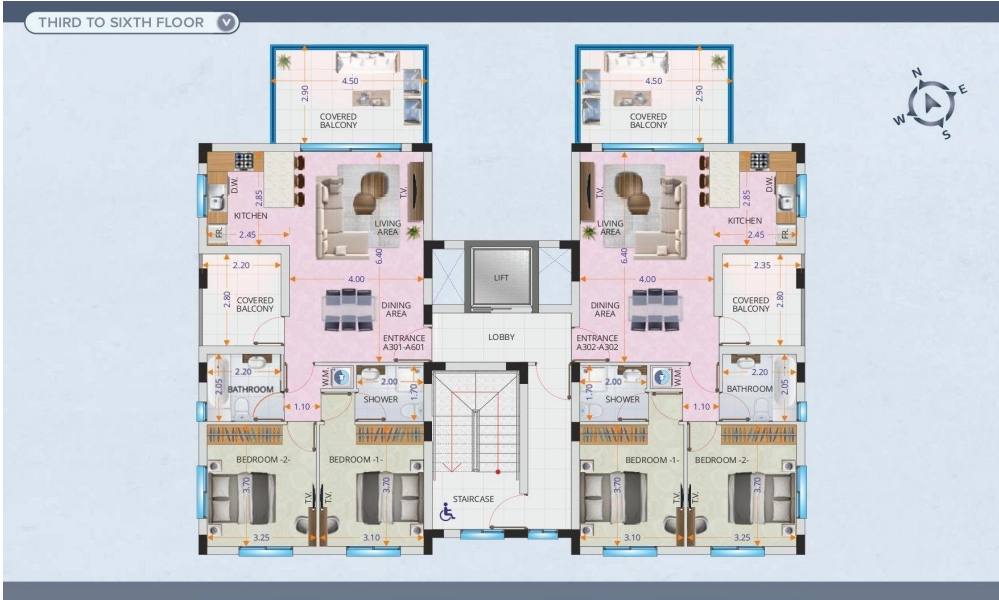 THIRD TO SIXTH FLOOR
N
E
W
S
4.50
2.90
COVERED
BALCONY
4.50
2.90
COVERED
BALCONY
D.W.
2.85
KITCHEN
FR.
2.45
T.V.
LIVING
AREA
6.40
4.00
2.20
2.80
COVERED
BALCONY
DINING
AREA
ENTRANCE
A301-A601
LIFT
LOBBY
T.V.
LIVING
AREA
6.40
4.00
D.W.
2.85
KITCHEN
FR.
2.45
2.35
2.80
COVERED
BALCONY
DINING
AREA
ENTRANCE
A302-A302
2.20
2.05
BATHROOM
W.M.
1.10
2.00
1.70
SHOWER
2.00
1.70
SHOWER
W.M.
1.10
2.20
2.05
BATHROOM
BEDROOM -2-
3.70
T.V.
3.25
BEDROOM -1-
3.70
T.V.
3.10
STAIRCASE
BEDROOM -1-
3.70
T.V.
3.10
BEDROOM -2-
3.70
T.V.
3.25